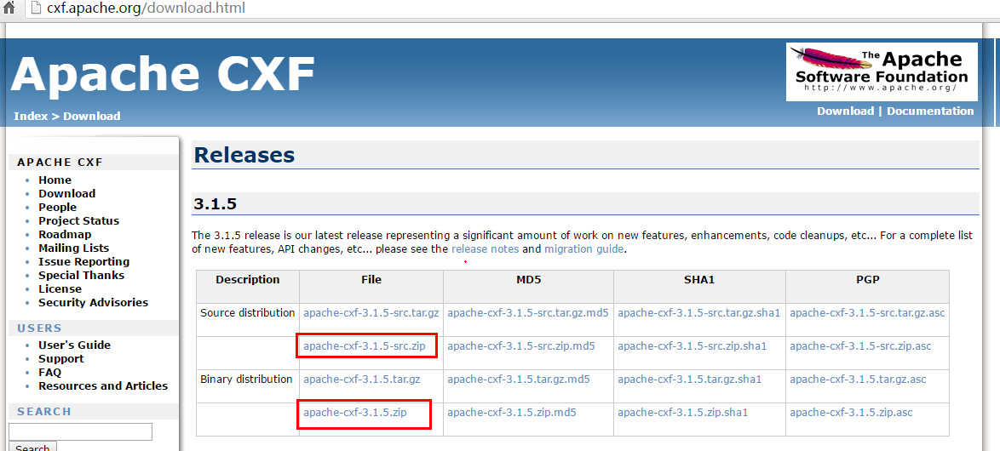 cxf.apache.org/download.html
Apache CXF
The Apache
Software Foundation
http://www.apache.org/
Index > Download
Download | Documentation
APACHE CXF
Home
Download
People
Project Status
Roadmap
Mailing Lists
Issue Reporting
Special Thanks
License
Security Advisories
USERS
User's Guide
Support
FAQ
Resources and Articles
SEARCH
Search
Releases
3.1.5
The 3.1.5 release is our latest release representing a significant amount of work on new features, enhancements, code cleanups, etc... For a complete list
of new features, API changes, etc... please see the release notes and migration guide.
Description File MD5 SHA1 PGP
Source distribution apache-cxf-3.1.5-src.tar.gz apache-cxf-3.1.5-src.tar.gz.md5 apache-cxf-3.1.5-src.tar.gz.sha1 apache-cxf-3.1.5-src.tar.gz.asc
apache-cxf-3.1.5-src.zip apache-cxf-3.1.5-src.zip.md5 apache-cxf-3.1.5-src.zip.sha1 apache-cxf-3.1.5-src.zip.asc
Binary distribution apache-cxf-3.1.5.tar.gz apache-cxf-3.1.5.tar.gz.md5 apache-cxf-3.1.5.tar.gz.sha1 apache-cxf-3.1.5.tar.gz.asc
apache-cxf-3.1.5.zip apache-cxf-3.1.5.zip.md5 apache-cxf-3.1.5.zip.sha1 apache-cxf-3.1.5.zip.asc